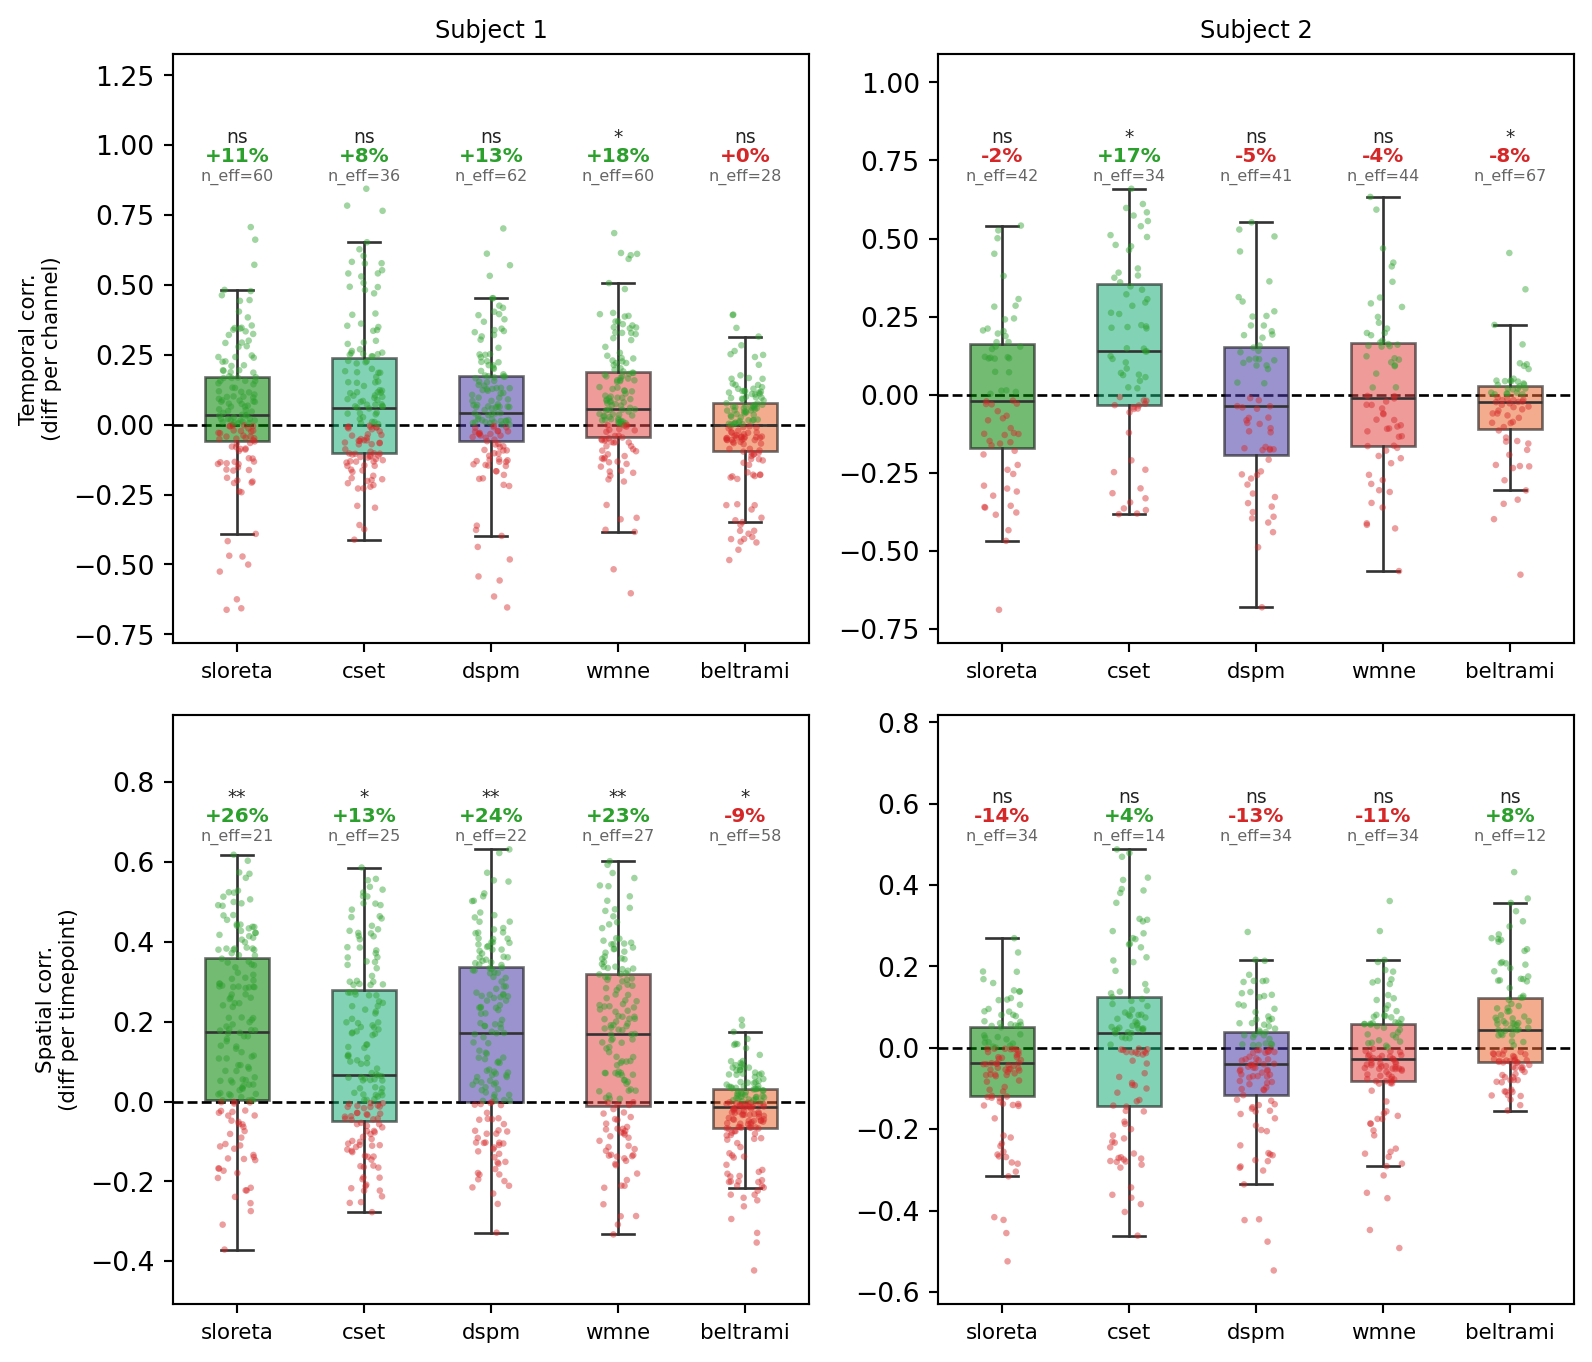 Subject 1
Subject 2
Temporal corr.
(diff per channel)
1.25
1.00
0.75
0.50
0.25
0.00
−0.25
−0.50
−0.75
ns ns ns * ns
+11% +8% +13% +18% +0%
n_eff=60 n_eff=36 n_eff=62 n_eff=60 n_eff=28
sloreta cset dspm wmne beltrami
1.00
0.75
0.50
0.25
0.00
−0.25
−0.50
−0.75
ns * ns ns *
-2% +17% -5% -4% -8%
n_eff=42 n_eff=34 n_eff=41 n_eff=44 n_eff=67
sloreta cset dspm wmne beltrami
Spatial corr.
(diff per timepoint)
0.8
0.6
0.4
0.2
0.0
−0.2
−0.4
** * ** ** *
+26% +13% +24% +23% -9%
n_eff=21 n_eff=25 n_eff=22 n_eff=27 n_eff=58
sloreta cset dspm wmne beltrami
0.8
0.6
0.4
0.2
0.0
−0.2
−0.4
−0.6
ns ns ns ns ns
-14% +4% -13% -11% +8%
n_eff=34 n_eff=14 n_eff=34 n_eff=34 n_eff=12
sloreta cset dspm wmne beltrami